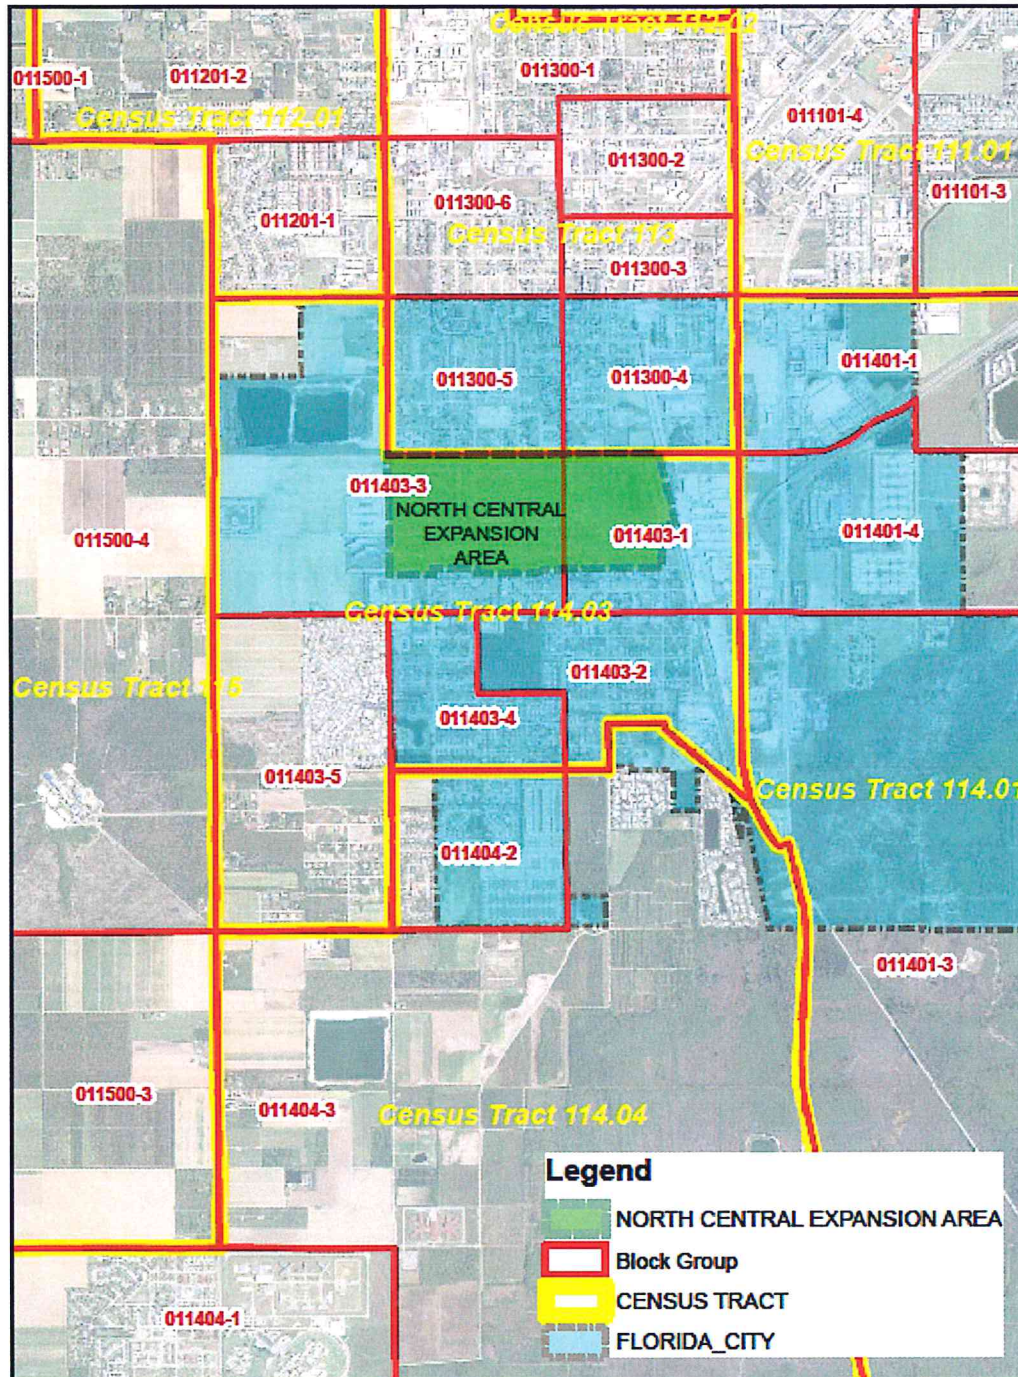 Census Tract 112.02
011500-1
011201-2
011300-1
Census Tract 112.01
011101-4
Census Tract 111.01
011300-2
011101-3
011300-6
011201-1
Census Tract 113
011300-3
011401-1
011300-5
011300-4
011403-3
NORTH CENTRAL
EXPANSION
AREA
011403-1
011401-4
011500-4
Census Tract 114.03
011403-2
Census Tract 115
011403-4
011403-5
Census Tract 114.01
011404-2
011401-3
011500-3
011404-3
Census Tract 114.04
Legend
NORTH CENTRAL EXPANSION AREA
Block Group
CENSUS TRACT
FLORIDA_CITY
011404-1